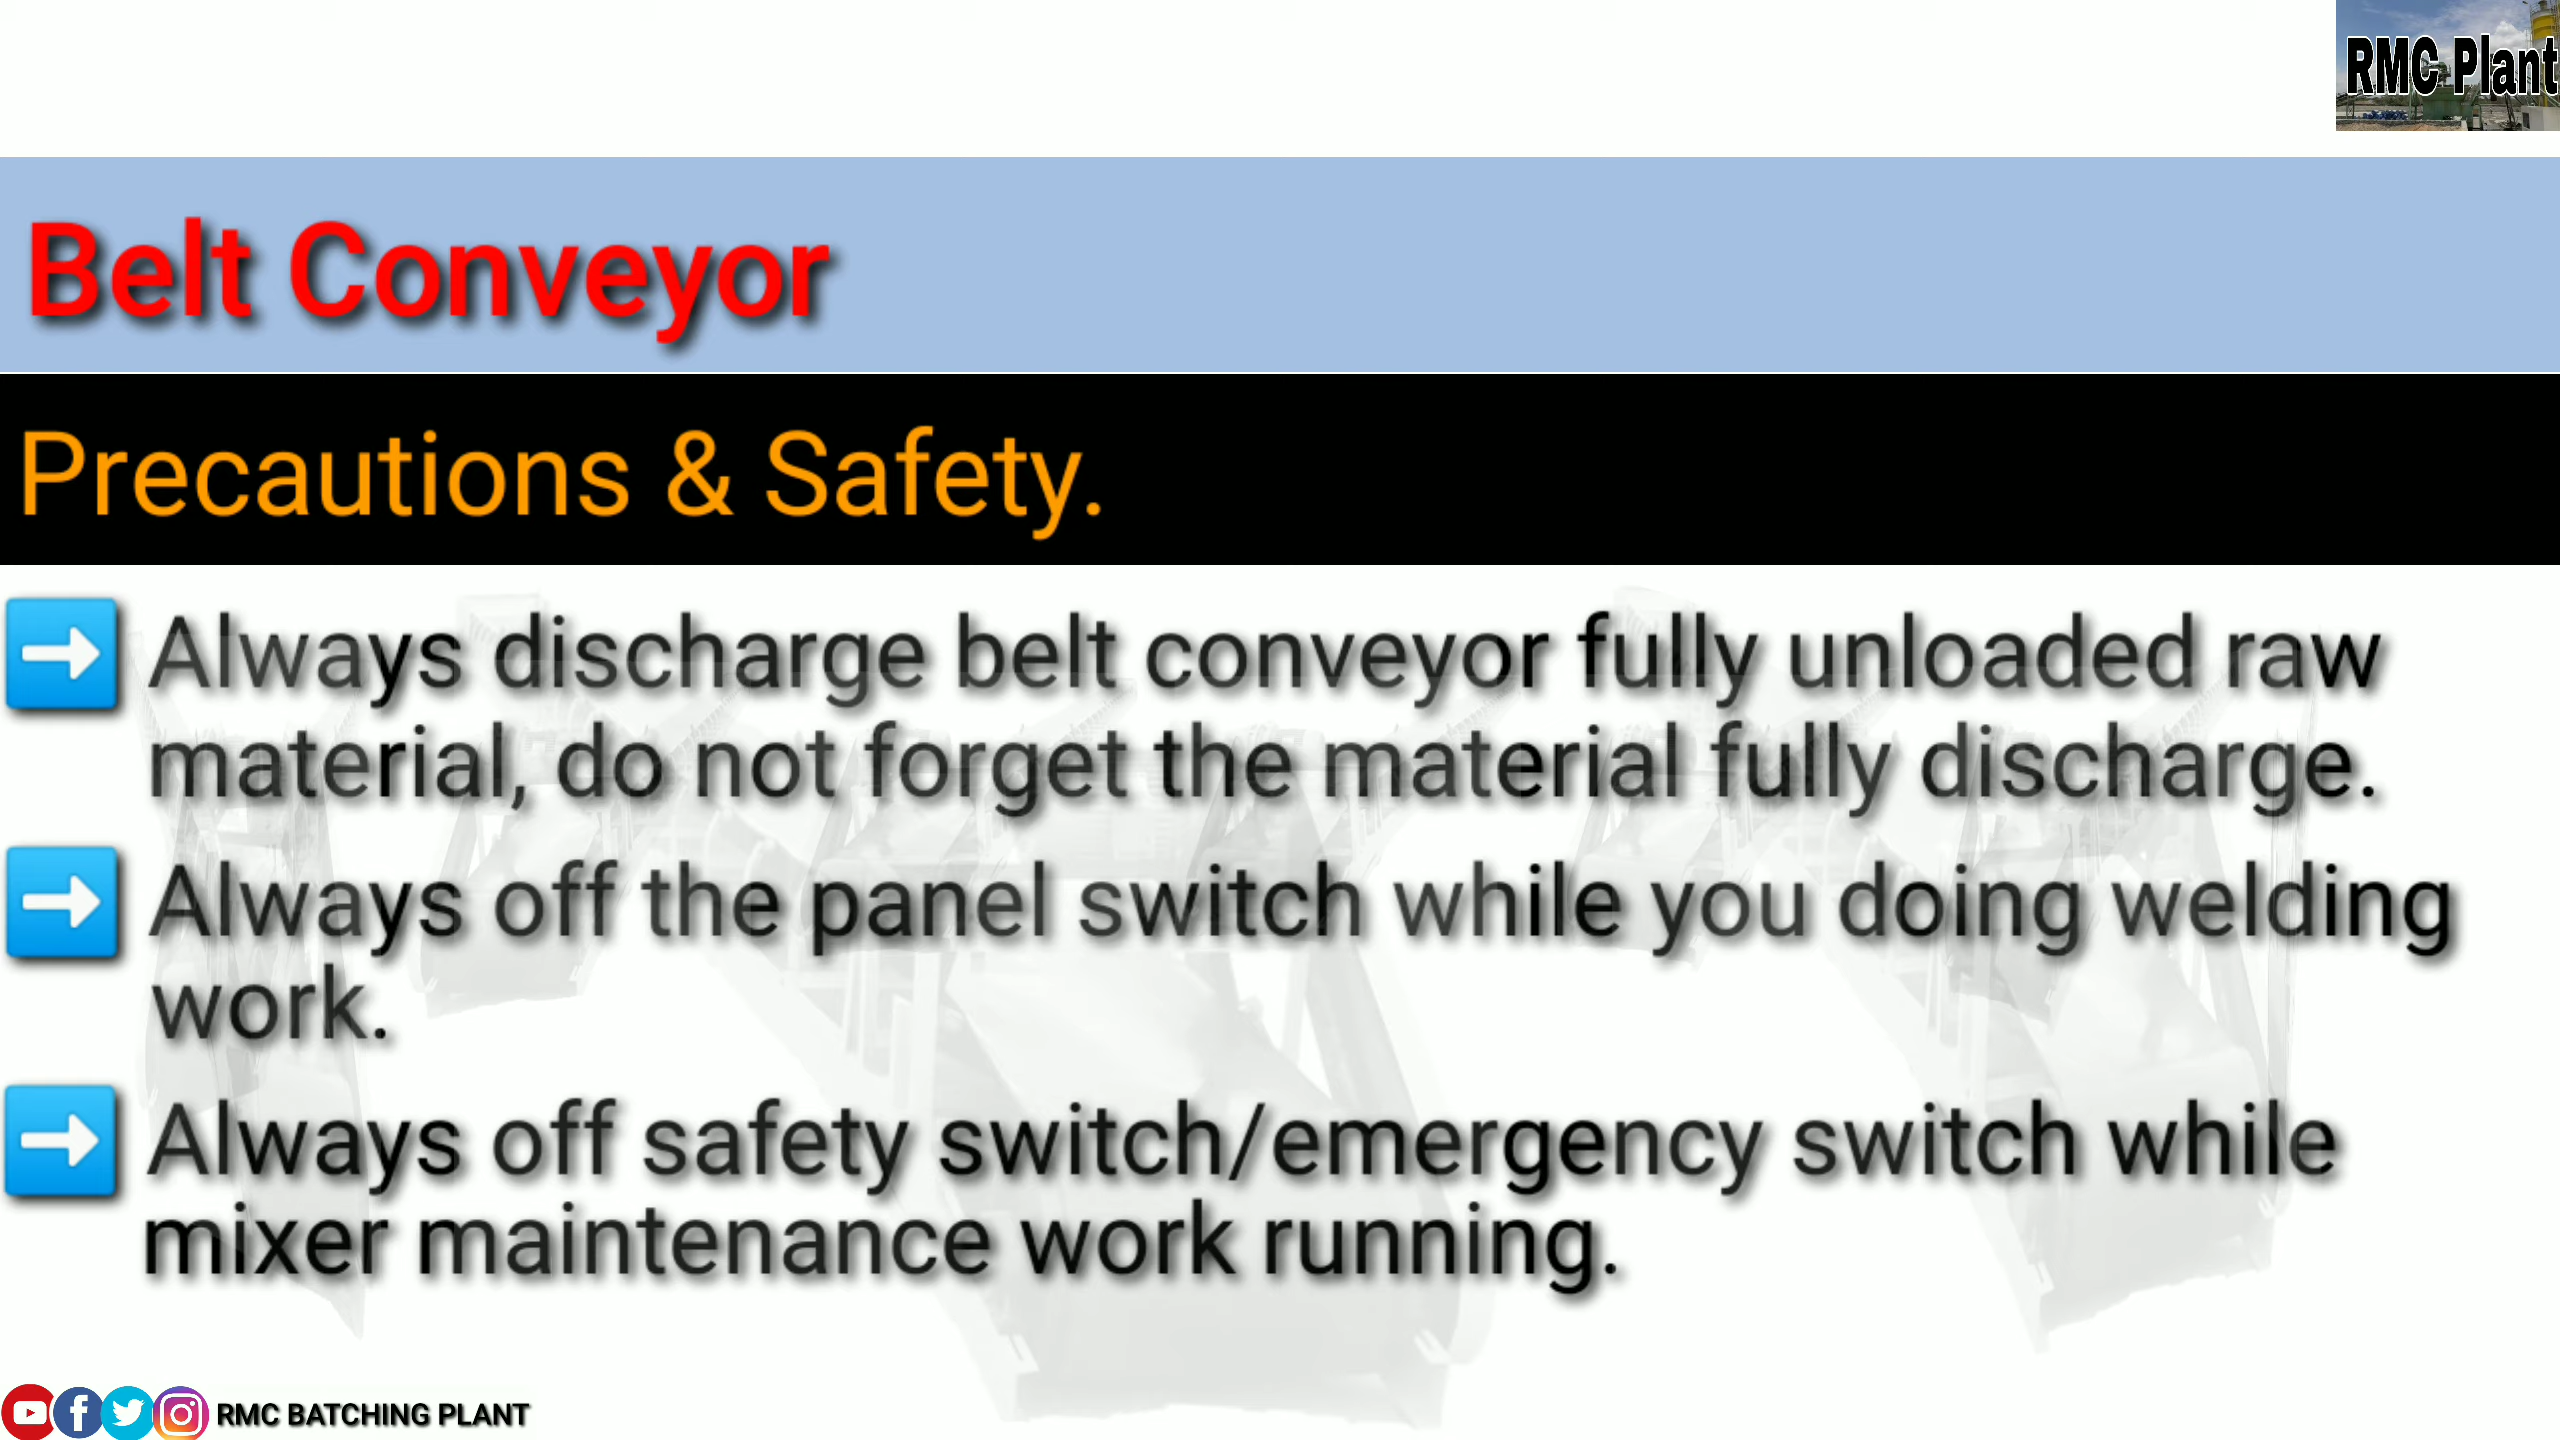 RMC Plant
Belt Conveyor
Precautions & Safety.
Always discharge belt conveyor fully unloaded raw
material, do not forget the material fully discharge.
Always off the panel switch while you doing welding
work.
Always off safety switch/emergency switch while
mixer maintenance work running.
RMC BATCHING PLANT